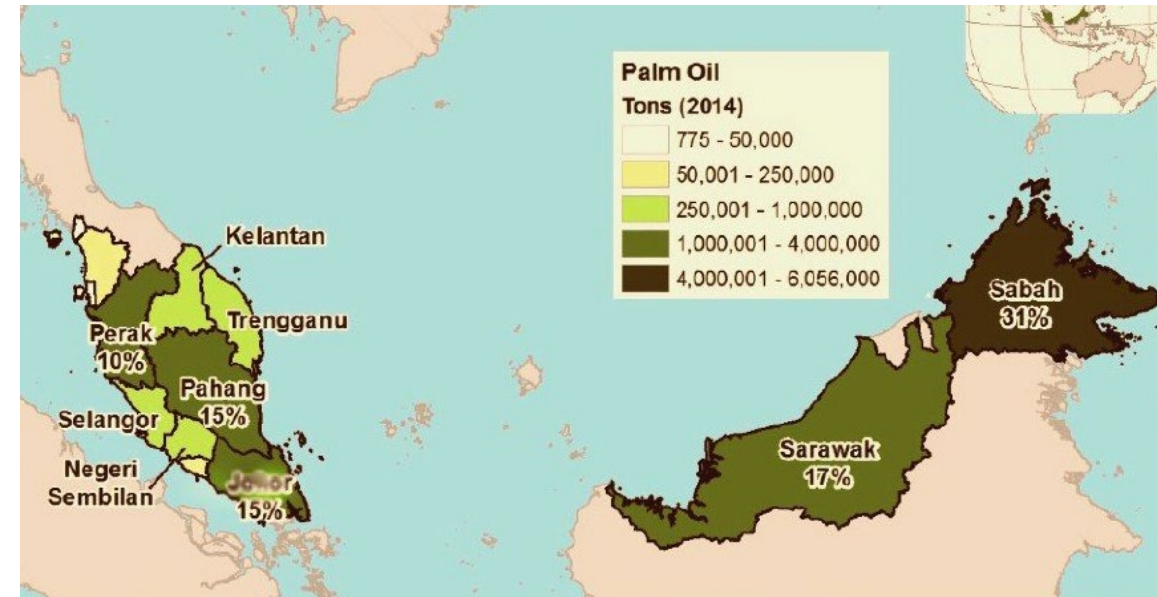 Palm Oil
Tons (2014)
775 - 50,000
50,001 - 250,000
250,001 - 1,000,000
1,000,001 - 4,000,000
4,000,001 - 6,056,000
Kelantan
Trengganu
Perak
10%
Pahang
15%
Selangor
Negeri
Sembilan
15%
Sabah
31%
Sarawak
17%